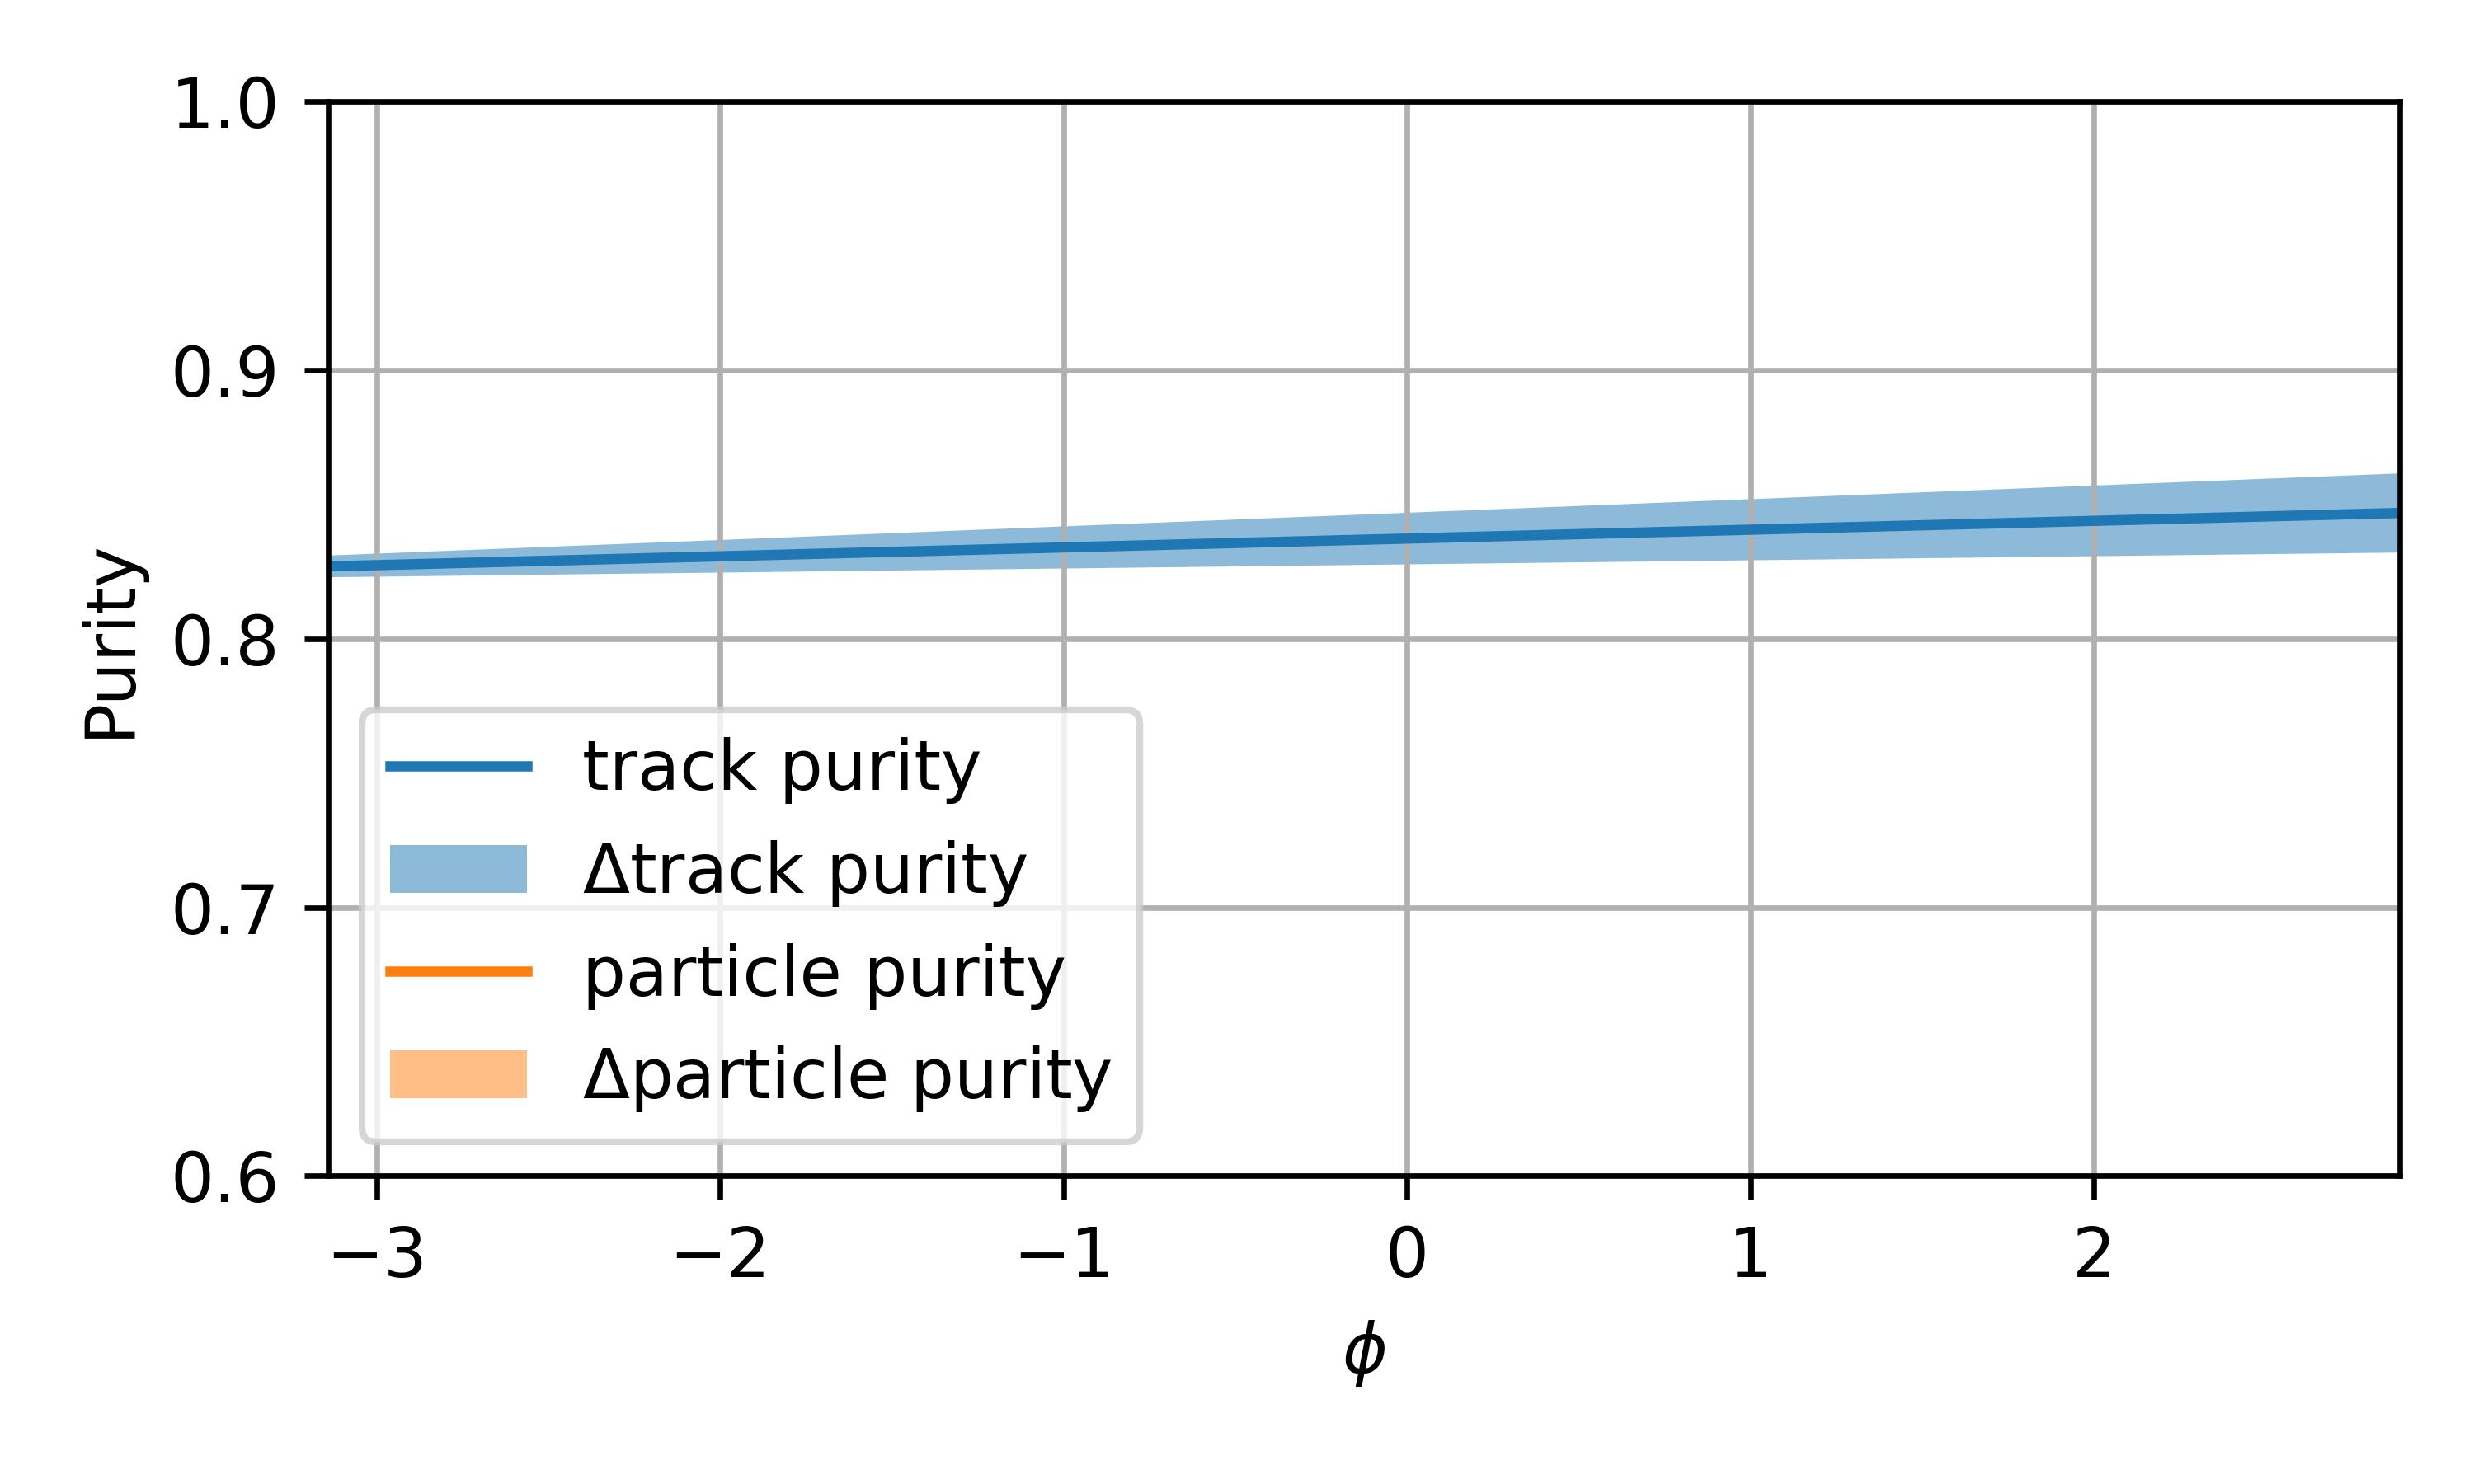 1.0
0.9
0.8
0.7
0.6
Purity
track purity
Δtrack purity
particle purity
Δparticle purity
−3 −2 −1 0 1 2
ϕ